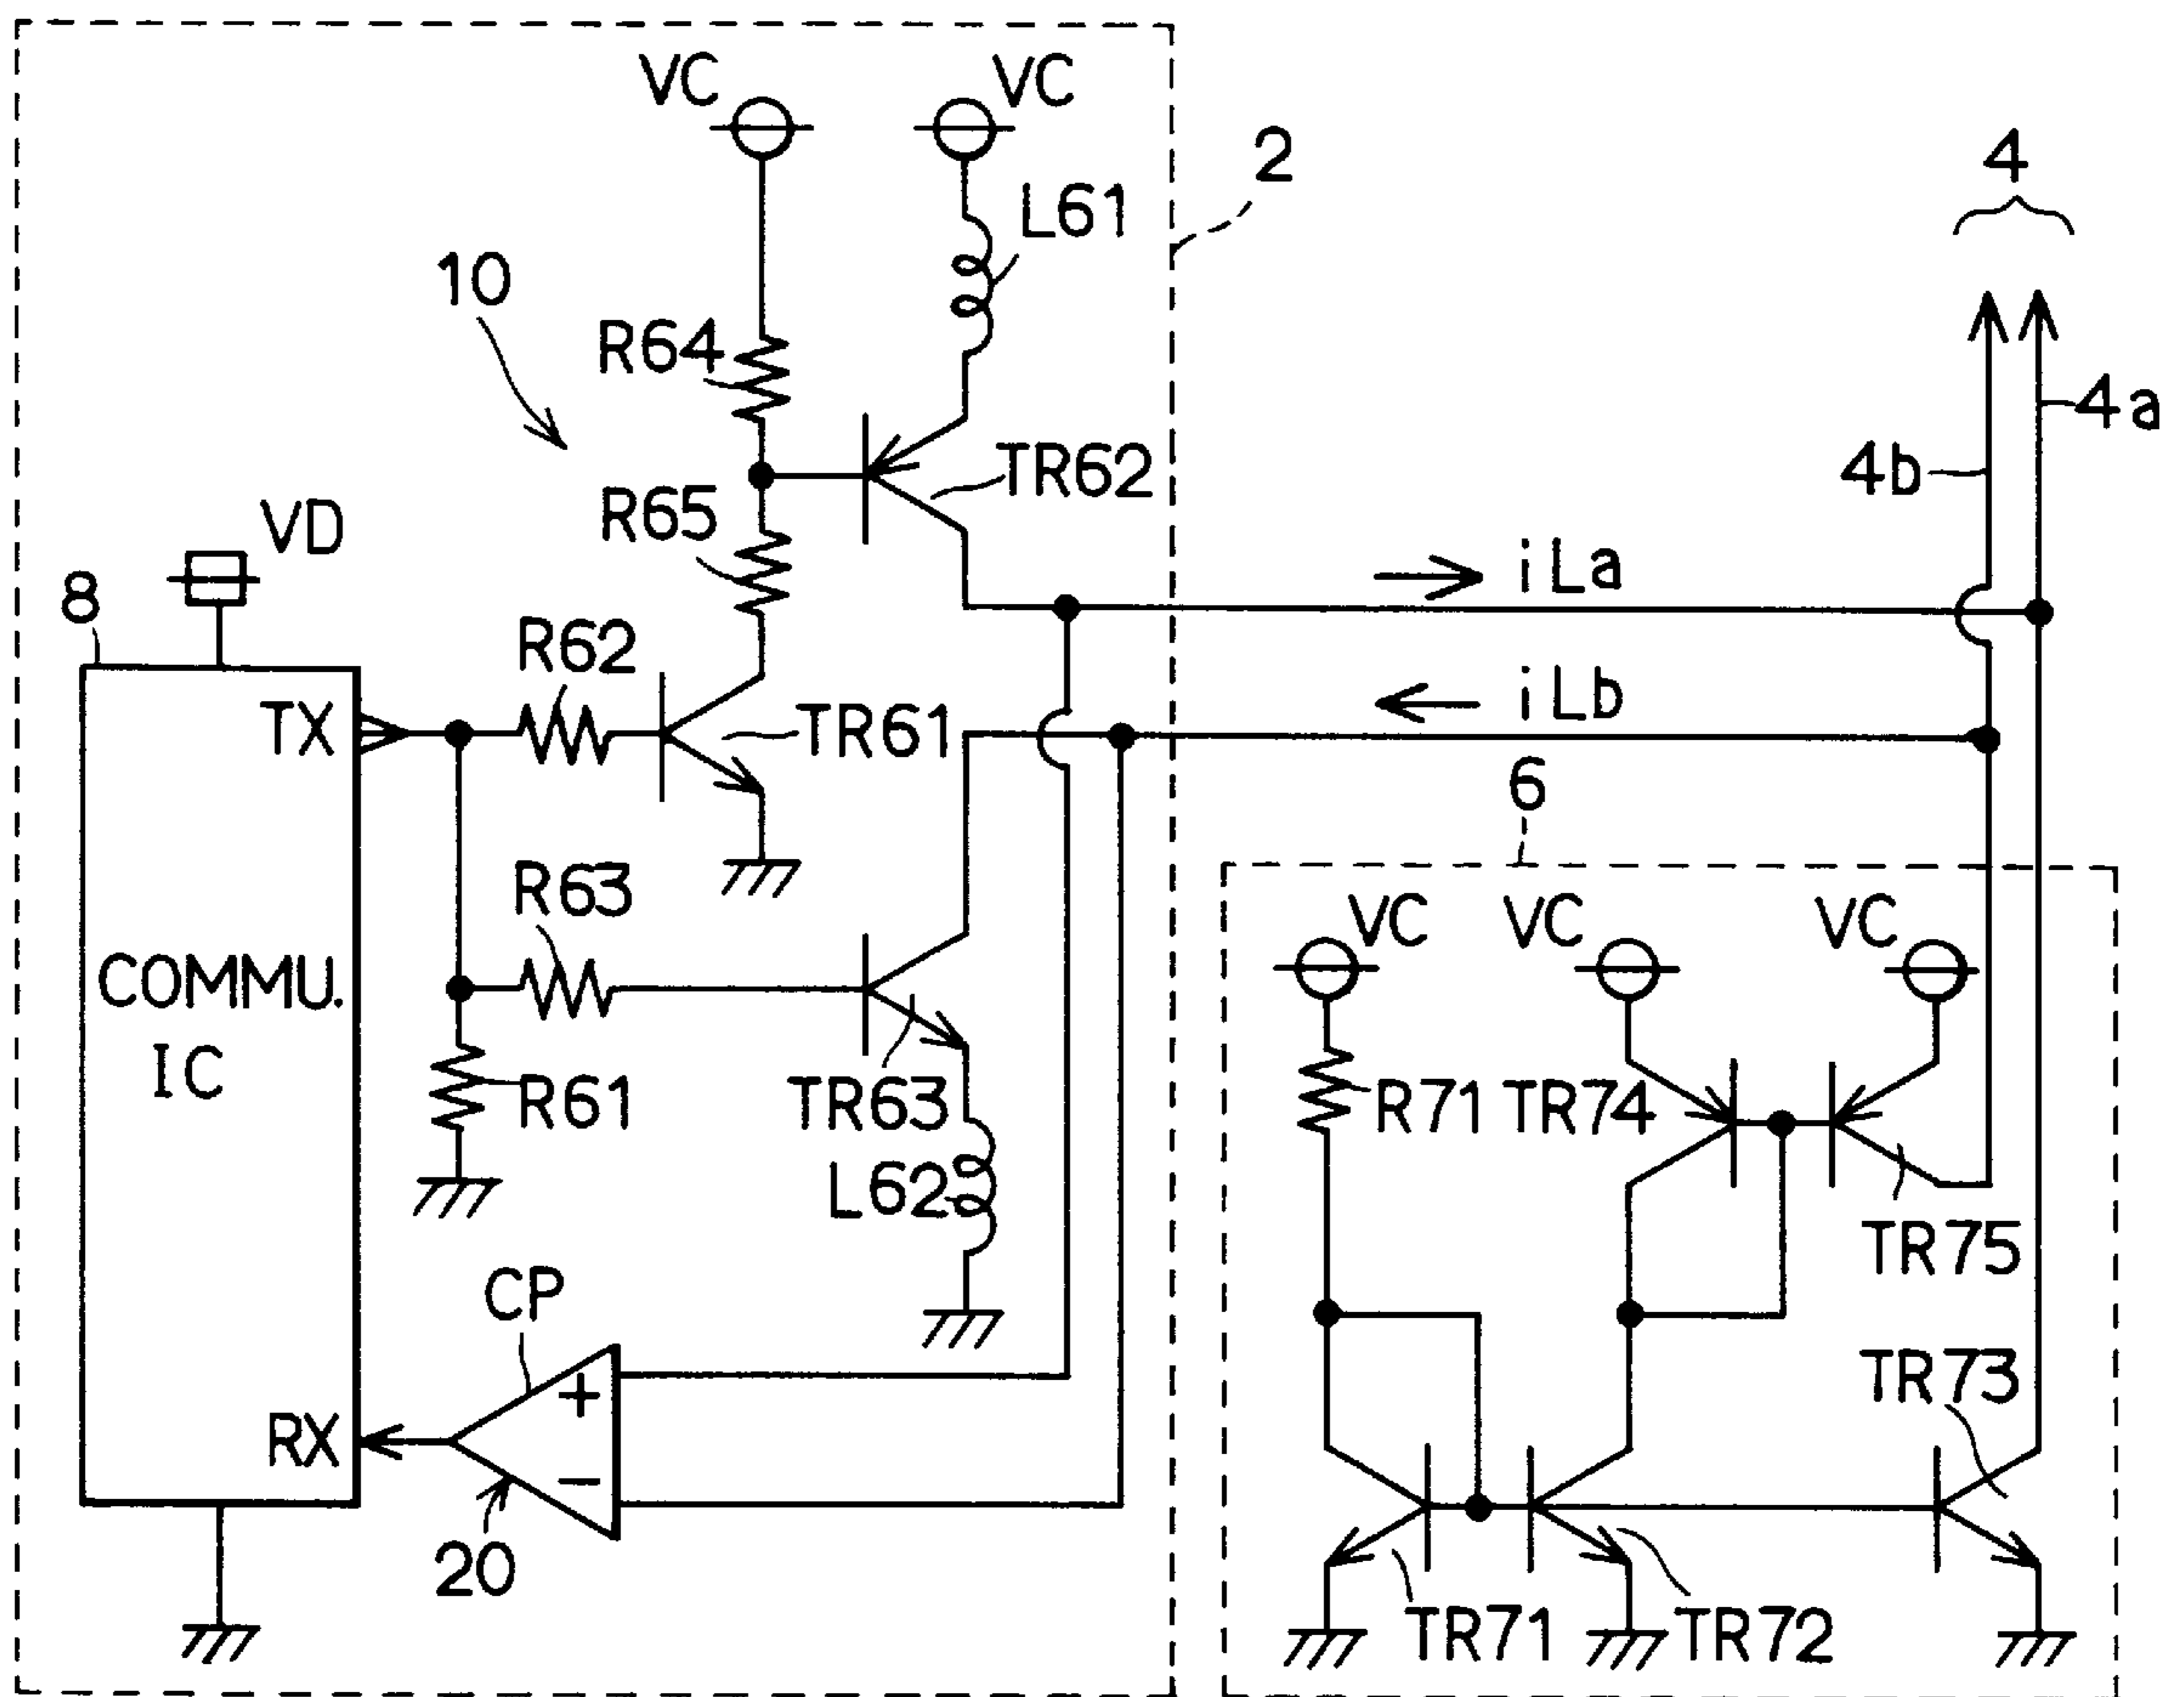 VC
VC
2
4
L61
10
R64
4a
TR62
4b
R65
VD
iLa
8
R62
iLb
TX
TR61
6
R63
VC
VC
VC
COMMU.
IC
R61
TR63
R71
TR74
L62
TR75
CP
+
TR73
RX
−
20
TR71
TR72